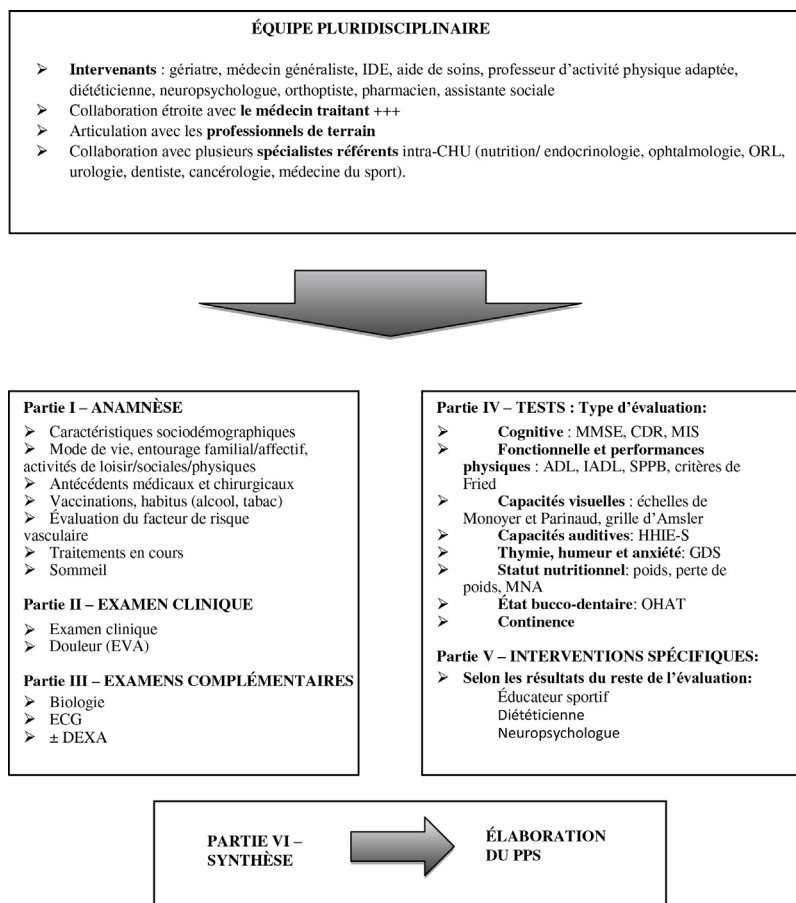 ÉQUIPE PLURIDISCIPLINAIRE
➢ Intervenants : gériatre, médecin généraliste, IDE, aide de soins, professeur d’activité physique adaptée,
diététicienne, neuropsychologue, orthoptiste, pharmacien, assistante sociale
➢ Collaboration étroite avec le médecin traitant +++
➢ Articulation avec les professionnels de terrain
➢ Collaboration avec plusieurs spécialistes référents intra-CHU (nutrition/ endocrinologie, ophtalmologie, ORL,
urologie, dentiste, cancérologie, médecine du sport).
Partie I – ANAMNÈSE
➢ Caractéristiques sociodémographiques
➢ Mode de vie, entourage familial/affectif,
activités de loisir/sociales/physiques
➢ Antécédents médicaux et chirurgicaux
➢ Vaccinations, habitus (alcool, tabac)
➢ Évaluation du facteur de risque
vasculaire
➢ Traitements en cours
➢ Sommeil
Partie II – EXAMEN CLINIQUE
➢ Examen clinique
➢ Douleur (EVA)
Partie III – EXAMENS COMPLÉMENTAIRES
➢ Biologie
➢ ECG
➢ ± DEXA
Partie IV – TESTS : Type d’évaluation:
➢ Cognitive : MMSE, CDR, MIS
➢ Fonctionnelle et performances
physiques : ADL, IADL, SPPB, critères de
Fried
➢ Capacités visuelles : échelles de
Monoyer et Parinaud, grille d’Amsler
➢ Capacités auditives: HHIE-S
➢ Thymie, humeur et anxiété: GDS
➢ Statut nutritionnel: poids, perte de
poids, MNA
➢ État bucco-dentaire: OHAT
➢ Continence
Partie V – INTERVENTIONS SPÉCIFIQUES:
➢ Selon les résultats du reste de l’évaluation:
Éducateur sportif
Diététicienne
Neuropsychologue
PARTIE VI –
SYNTHÈSE
ÉLABORATION
DU PPS